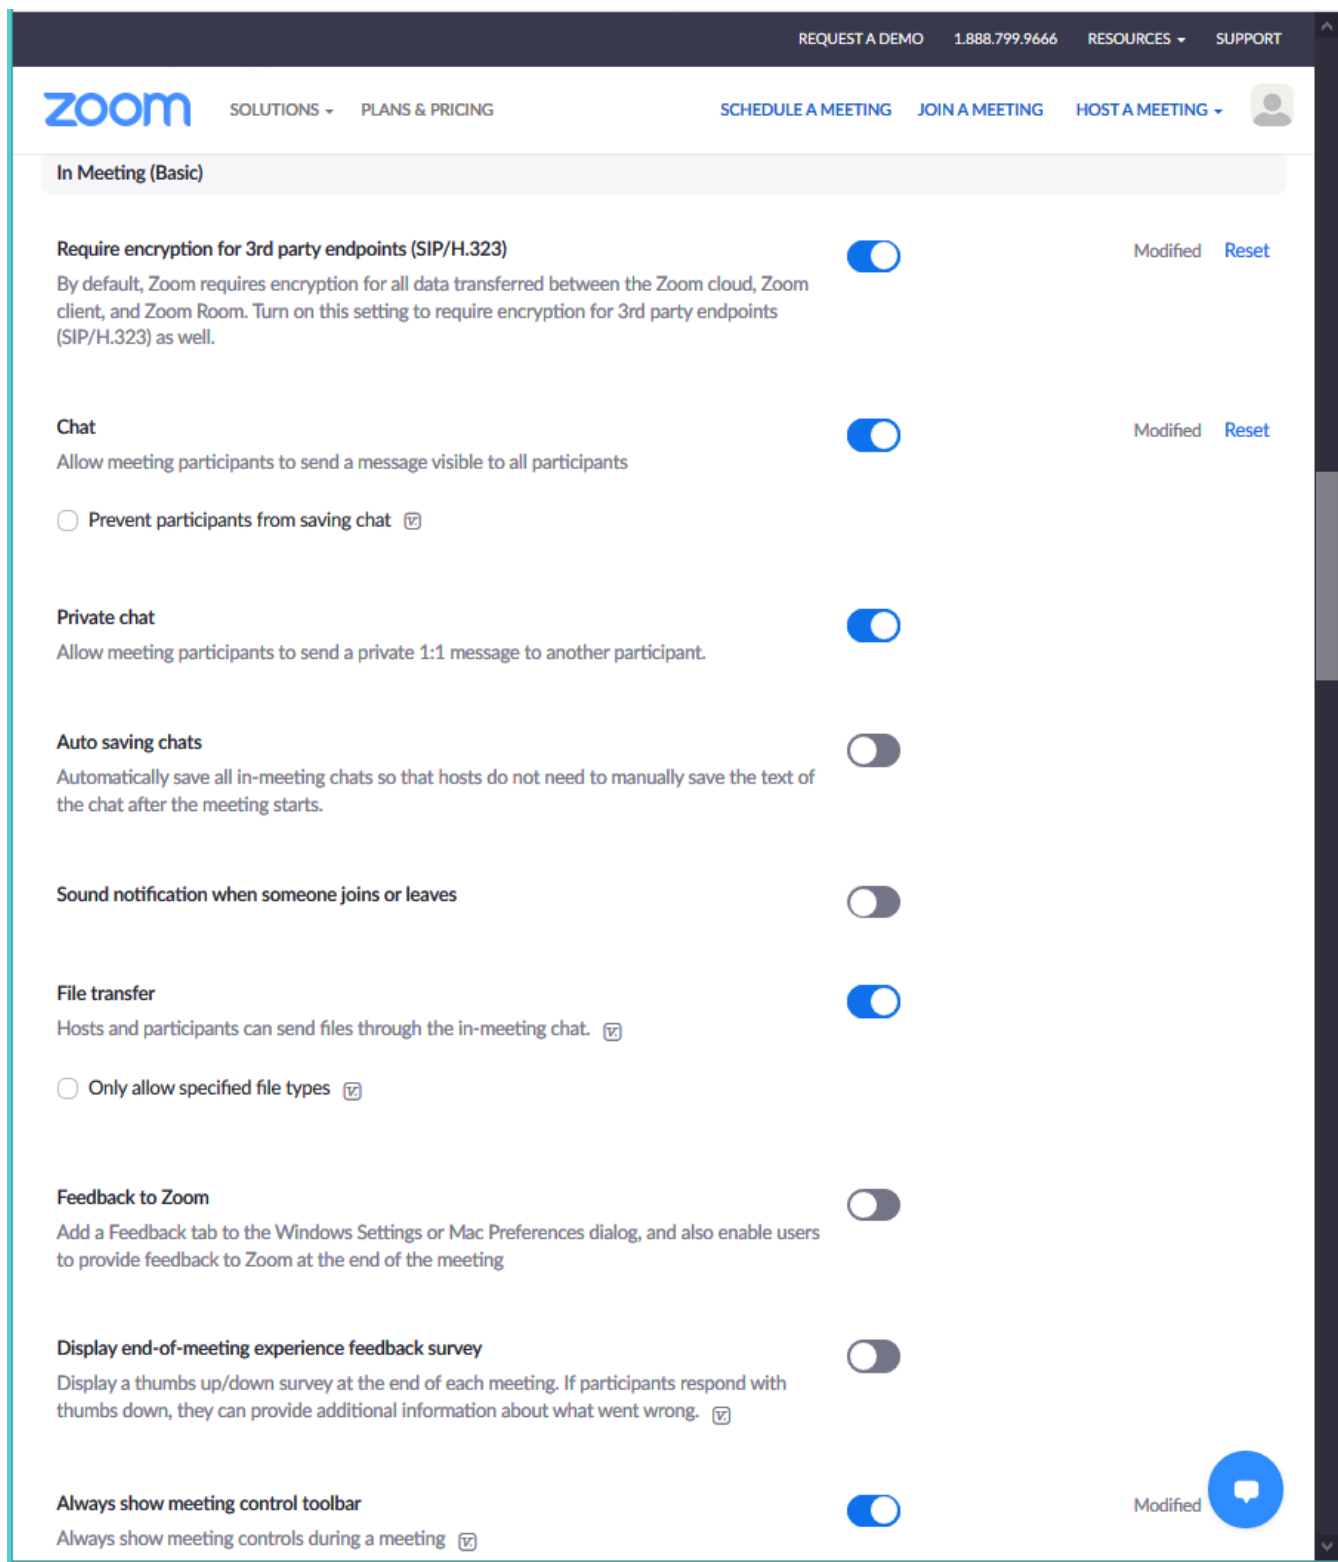 REQUEST A DEMO 1.888.799.9666 RESOURCES SUPPORT
zoom SOLUTIONS PLANS & PRICING SCHEDULE A MEETING JOIN A MEETING HOST A MEETING
In Meeting (Basic)
Require encryption for 3rd party endpoints (SIP/H.323) Modified Reset
By default, Zoom requires encryption for all data transferred between the Zoom cloud, Zoom
client, and Zoom Room. Turn on this setting to require encryption for 3rd party endpoints
(SIP/H.323) as well.
Chat Modified Reset
Allow meeting participants to send a message visible to all participants
Prevent participants from saving chat
Private chat
Allow meeting participants to send a private 1:1 message to another participant.
Auto saving chats
Automatically save all in-meeting chats so that hosts do not need to manually save the text of
the chat after the meeting starts.
Sound notification when someone joins or leaves
File transfer
Hosts and participants can send files through the in-meeting chat.
Only allow specified file types
Feedback to Zoom
Add a Feedback tab to the Windows Settings or Mac Preferences dialog, and also enable users
to provide feedback to Zoom at the end of the meeting
Display end-of-meeting experience feedback survey
Display a thumbs up/down survey at the end of each meeting. If participants respond with
thumbs down, they can provide additional information about what went wrong.
Always show meeting control toolbar Modified
Always show meeting controls during a meeting